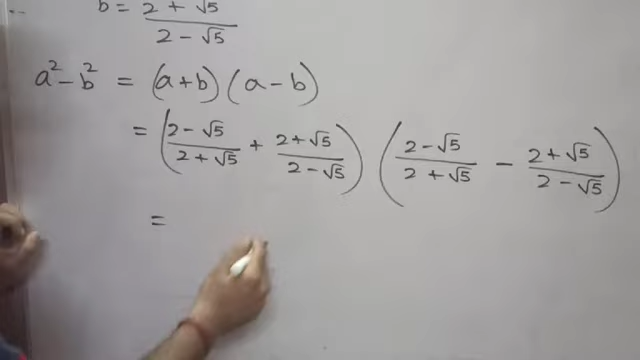 b = (2 + √5)/(2 - √5)
a² - b² = (a + b) (a - b)
= ((2 - √5)/(2 + √5) + (2 + √5)/(2 - √5)) ((2 - √5)/(2 + √5) - (2 + √5)/(2 - √5))
=